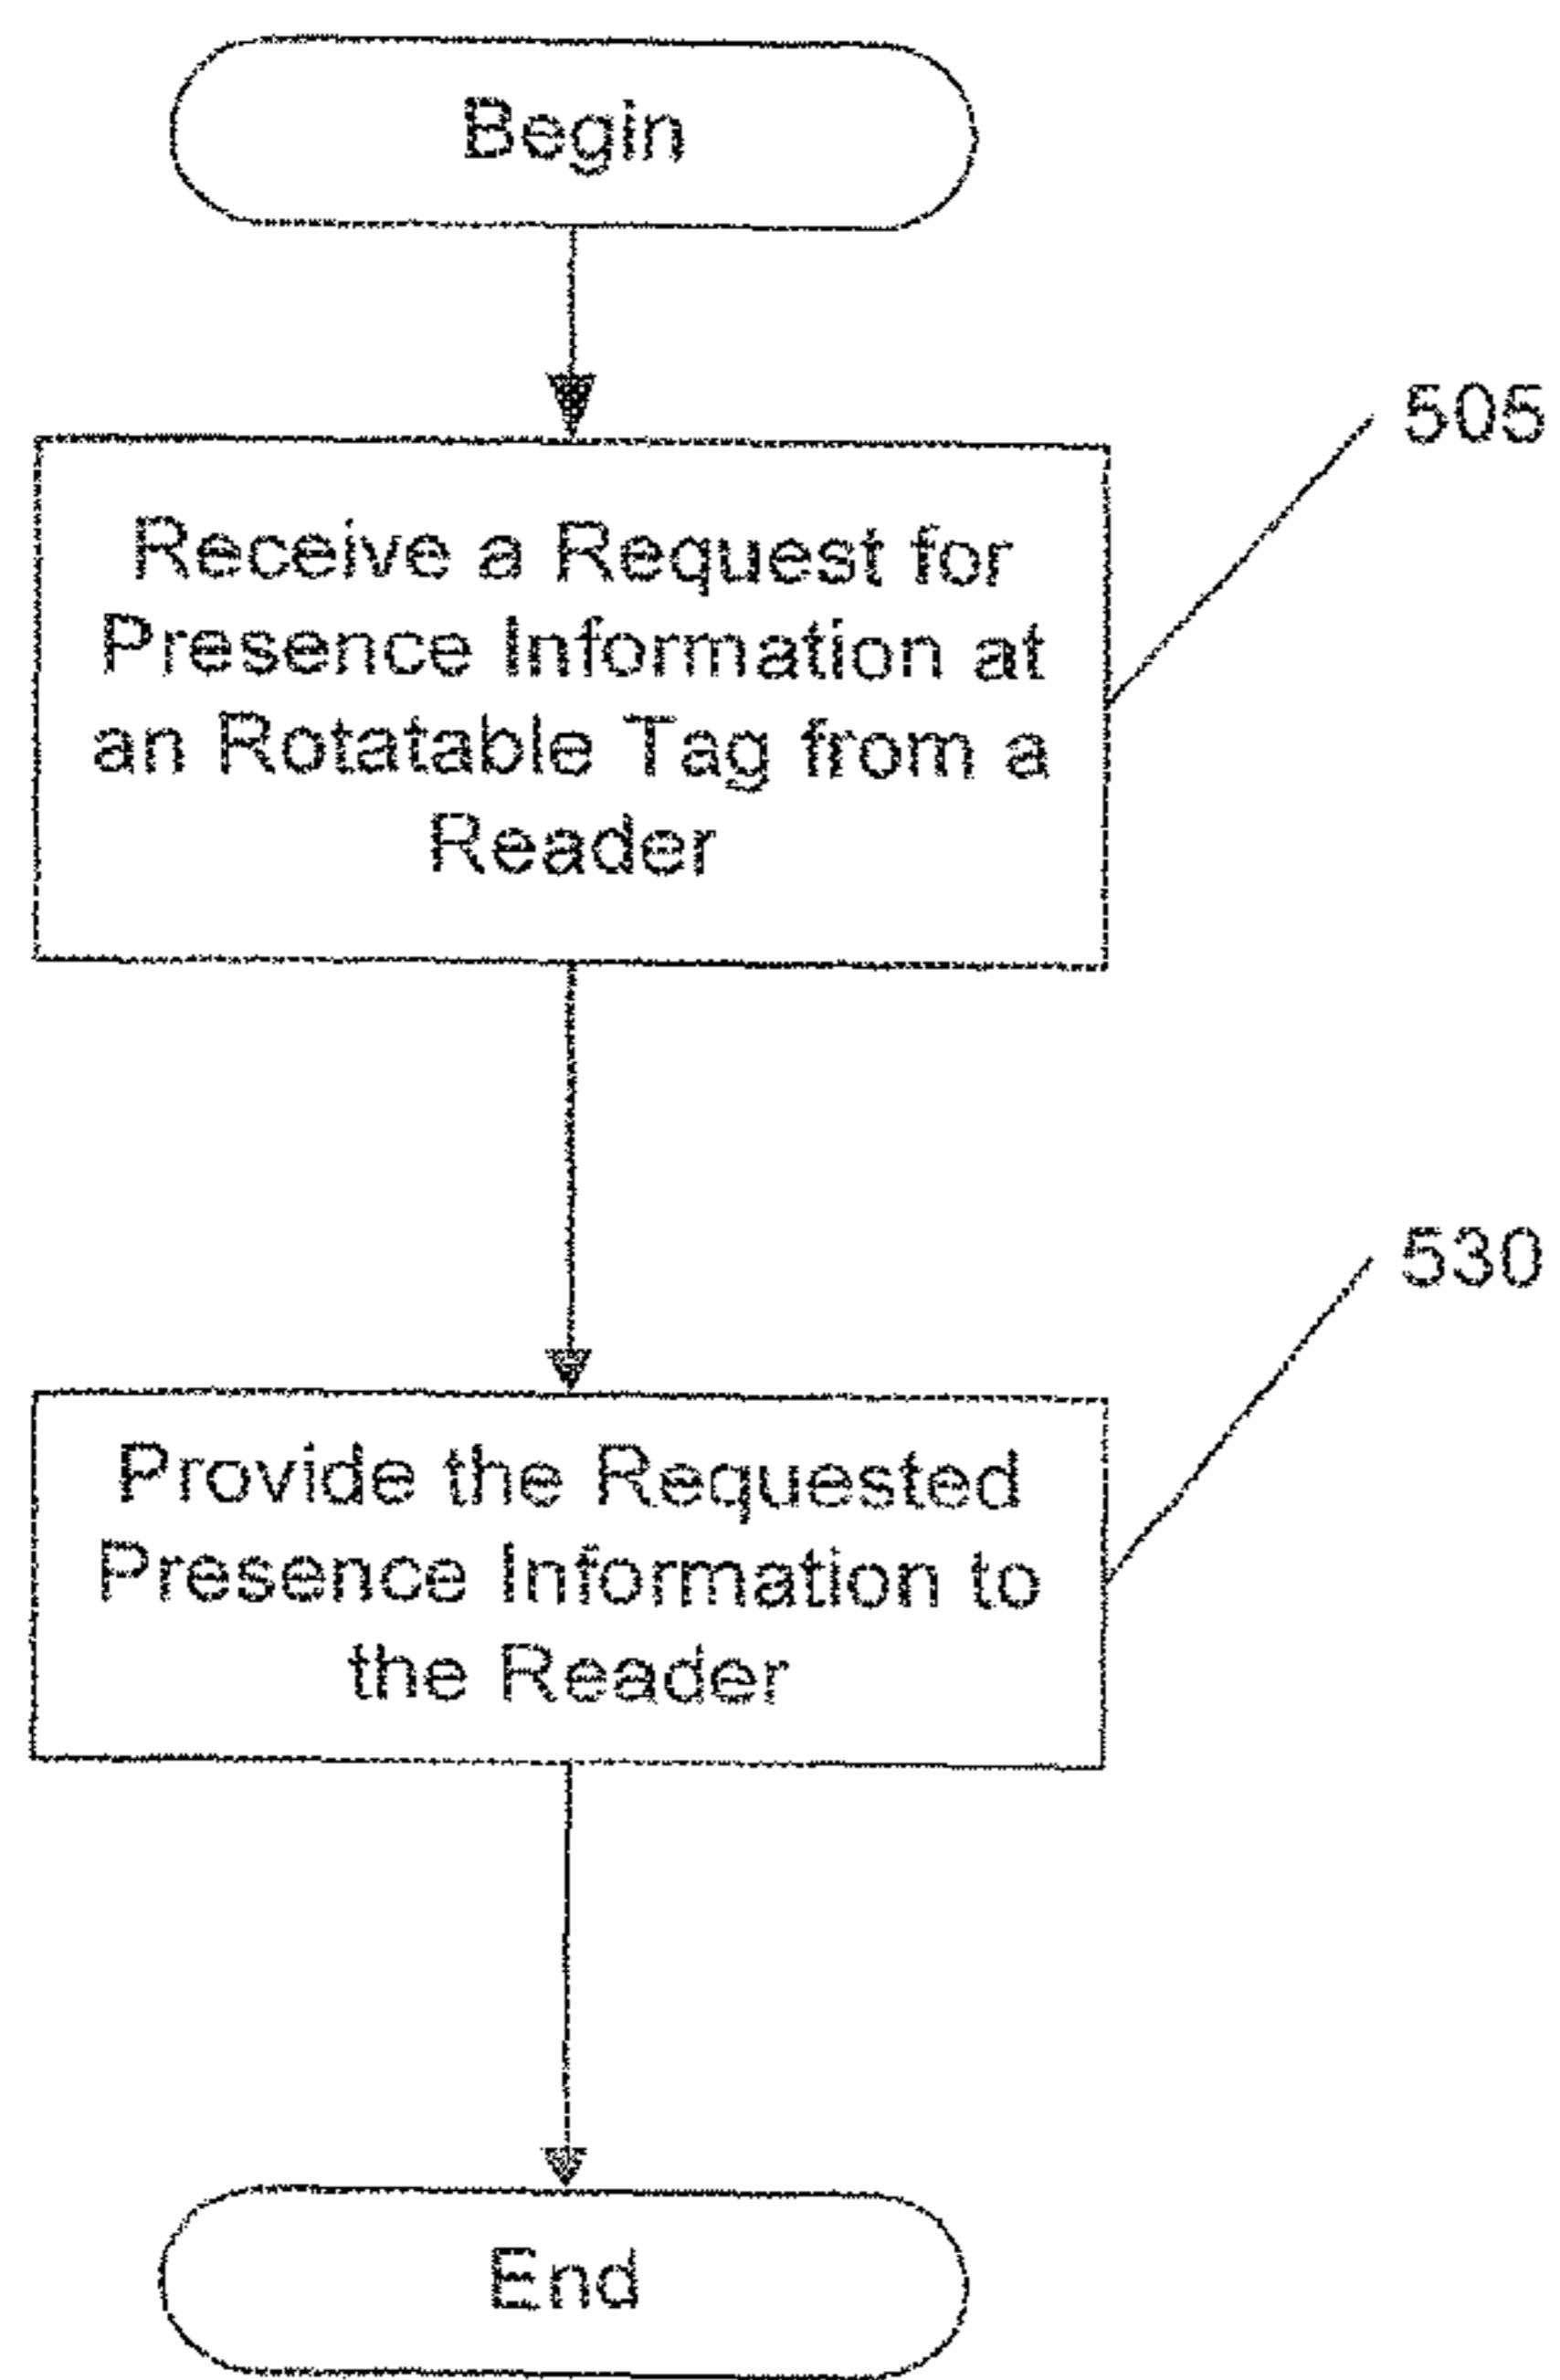 Begin
505
Receive a Request for
Presence Information at
an Rotatable Tag from a
Reader
530
Provide the Requested
Presence Information to
the Reader
End